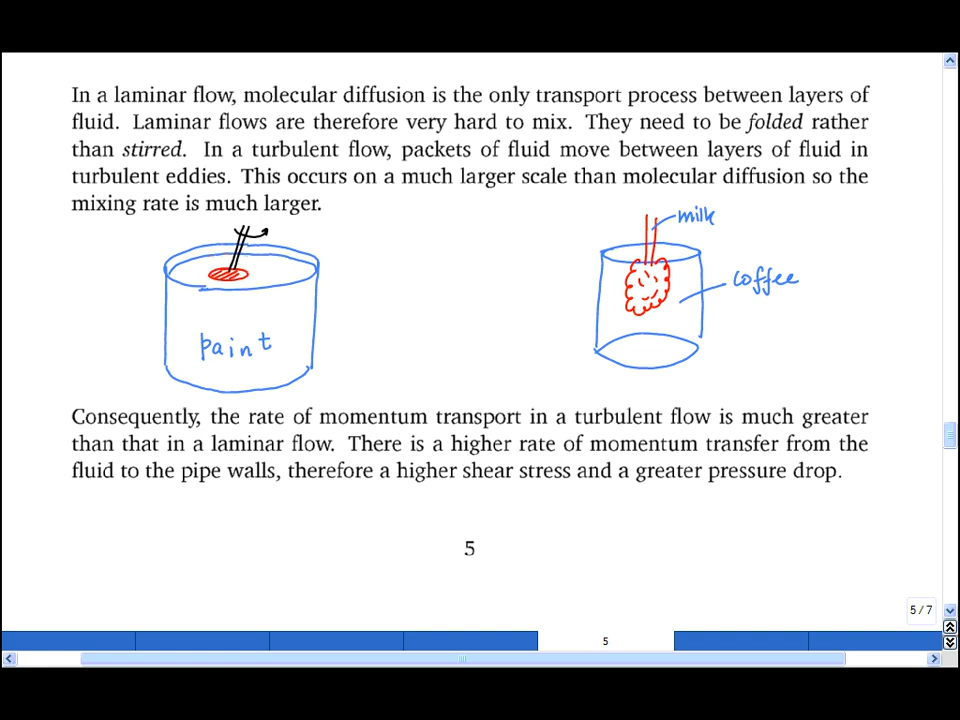 In a laminar flow, molecular diffusion is the only transport process between layers of
fluid. Laminar flows are therefore very hard to mix. They need to be folded rather
than stirred. In a turbulent flow, packets of fluid move between layers of fluid in
turbulent eddies. This occurs on a much larger scale than molecular diffusion so the
mixing rate is much larger.
milk
coffee
paint
Consequently, the rate of momentum transport in a turbulent flow is much greater
than that in a laminar flow. There is a higher rate of momentum transfer from the
fluid to the pipe walls, therefore a higher shear stress and a greater pressure drop.
5
5 / 7
5